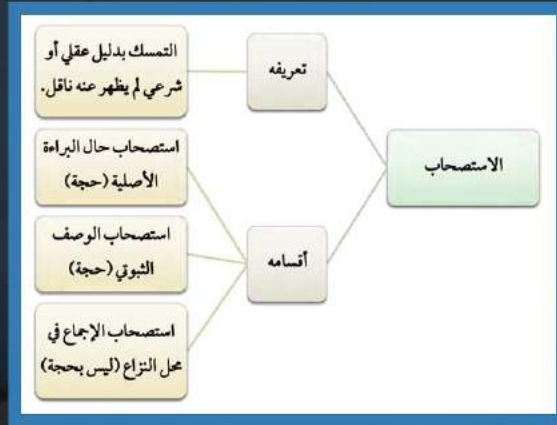 الاستصحاب
تعريفه
التمسك بدليل عقلي أو
شرعي لم يظهر عنه ناقل.
أقسامه
استصحاب حال البراءة
الأصلية (حجة)
استصحاب الوصف
الثبوتي (حجة)
استصحاب الإجماع في
محل النزاع (ليس بحجة)